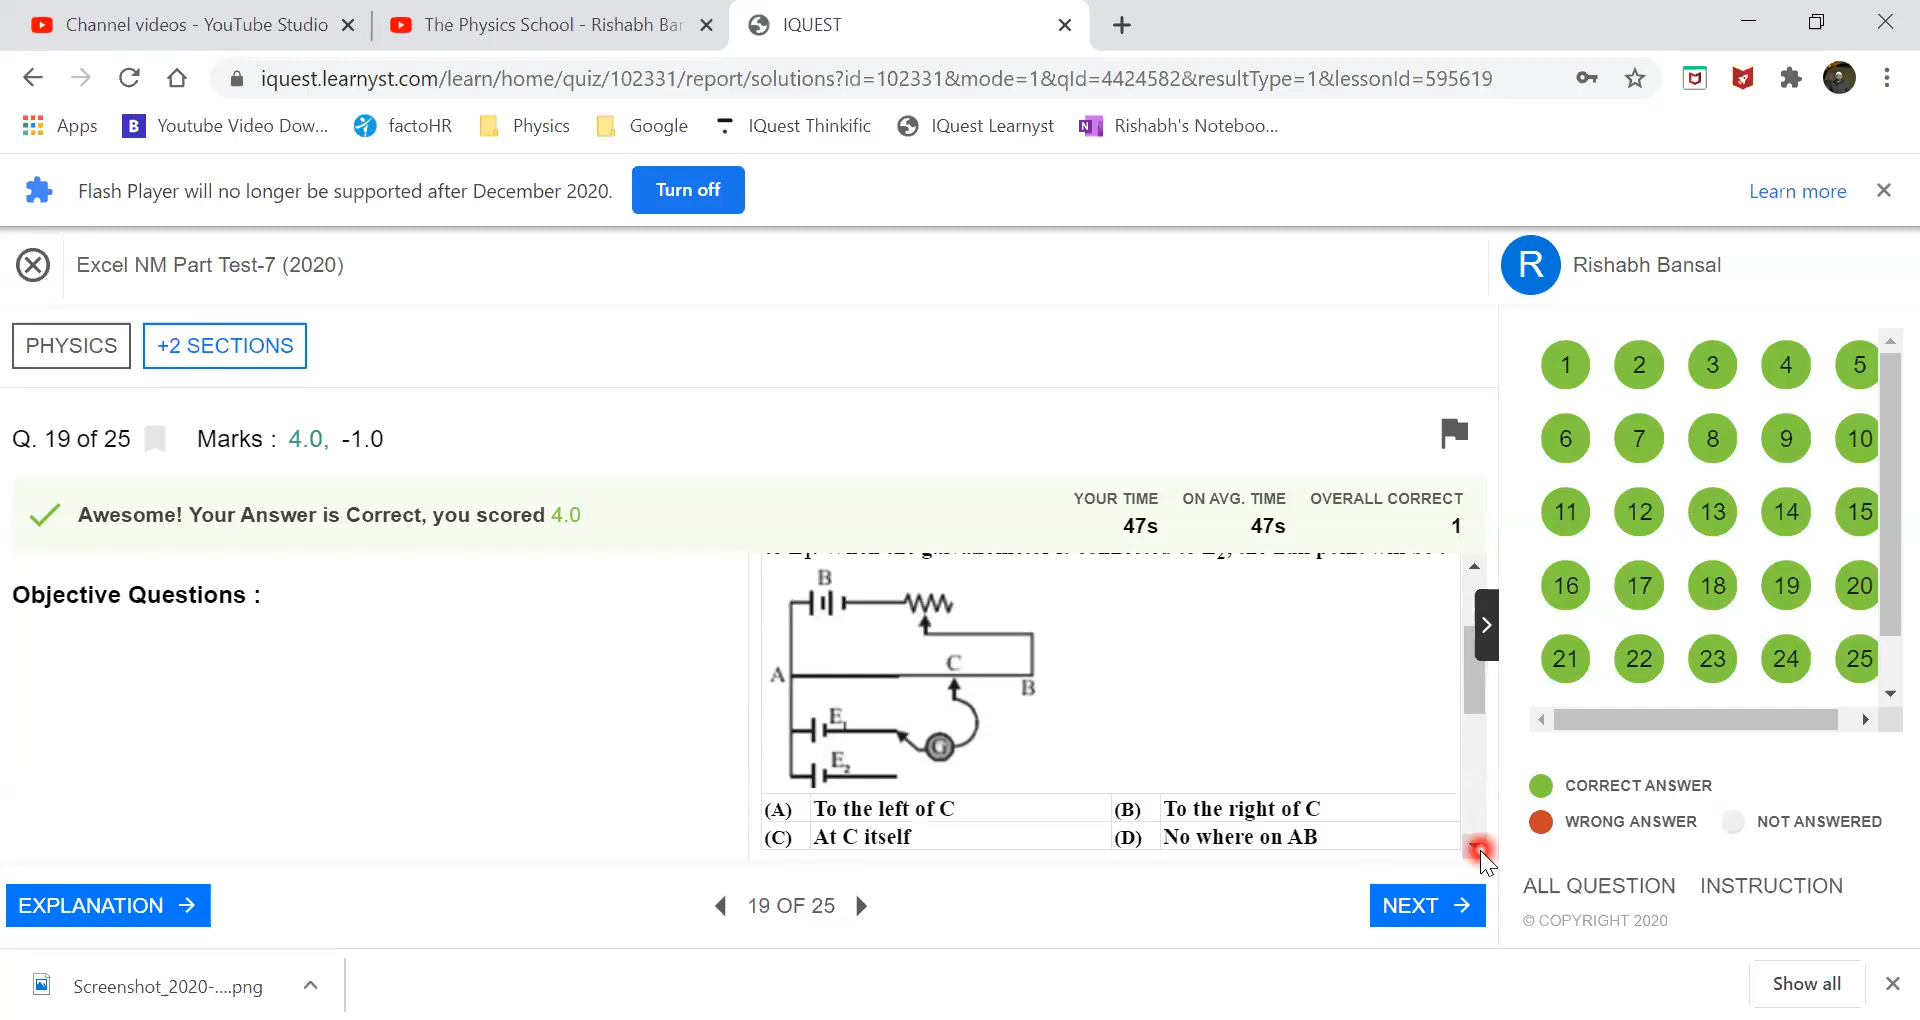 Channel videos - YouTube Studio
The Physics School - Rishabh Bar
IQUEST
iquest.learnyst.com/learn/home/quiz/102331/report/solutions?id=102331&mode=1&qId=4424582&resultType=1&lessonId=595619
Apps
Youtube Video Dow...
factoHR
Physics
Google
IQuest Thinkific
IQuest Learnyst
Rishabh's Noteboo...
Flash Player will no longer be supported after December 2020.
Turn off
Learn more
Excel NM Part Test-7 (2020)
R
Rishabh Bansal
PHYSICS
+2 SECTIONS
Q. 19 of 25
Marks : 4.0, -1.0
Awesome! Your Answer is Correct, you scored 4.0
YOUR TIME ON AVG. TIME OVERALL CORRECT
47s 47s 1
Objective Questions :
B
C
A
B
E1
G
E2
(A) To the left of C (B) To the right of C
(C) At C itself (D) No where on AB
EXPLANATION
19 OF 25
NEXT
1 2 3 4 5
6 7 8 9 10
11 12 13 14 15
16 17 18 19 20
21 22 23 24 25
CORRECT ANSWER
WRONG ANSWER NOT ANSWERED
ALL QUESTION INSTRUCTION
© COPYRIGHT 2020
Screenshot_2020-....png
Show all